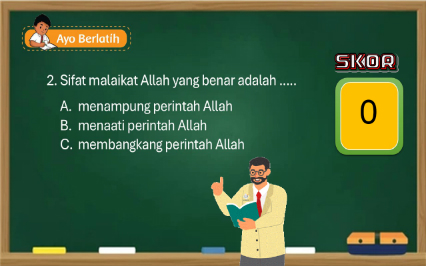 Ayo Berlatih
SKOR
2. Sifat malaikat Allah yang benar adalah .....
0
A. menampung perintah Allah
B. menaati perintah Allah
C. membangkang perintah Allah